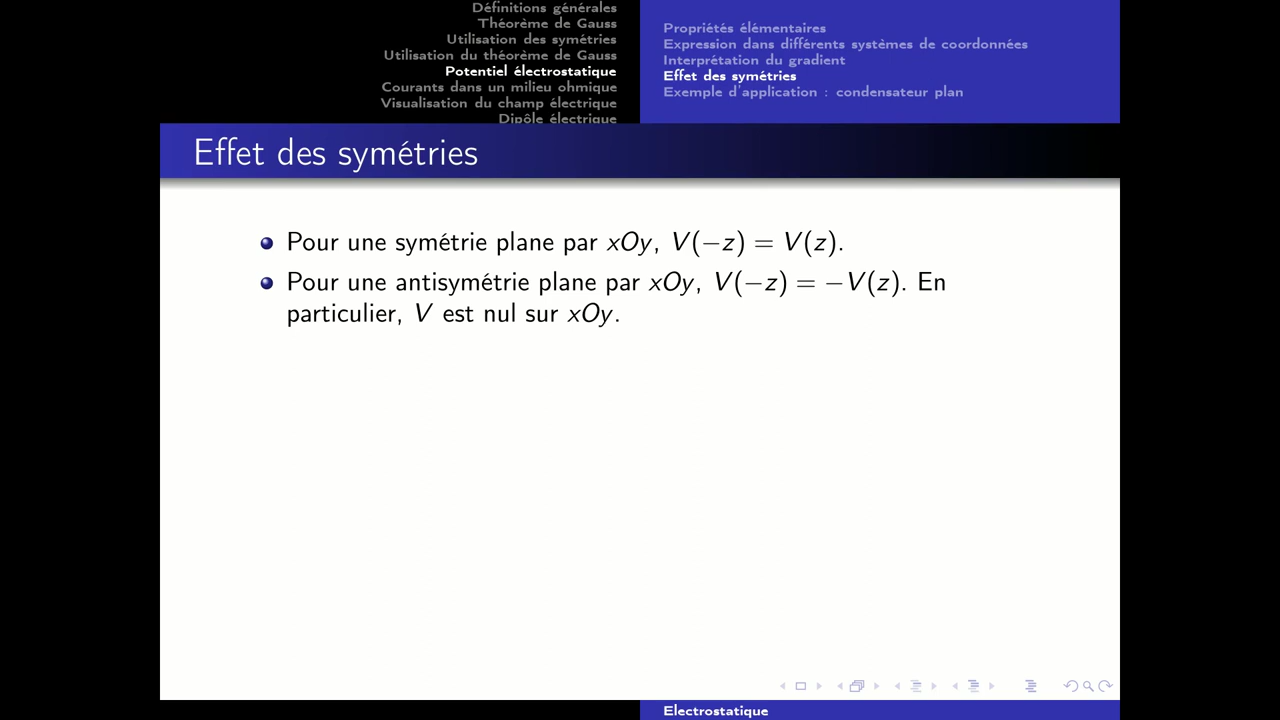 Définitions générales
Théorème de Gauss
Utilisation des symétries
Utilisation du théorème de Gauss
Potentiel électrostatique
Courants dans un milieu ohmique
Visualisation du champ électrique
Dipôle électrique
Propriétés élémentaires
Expression dans différents systèmes de coordonnées
Interprétation du gradient
Effet des symétries
Exemple d'application : condensateur plan
Effet des symétries
Pour une symétrie plane par xOy, V(−z) = V(z).
Pour une antisymétrie plane par xOy, V(−z) = −V(z). En
particulier, V est nul sur xOy.
Electrostatique